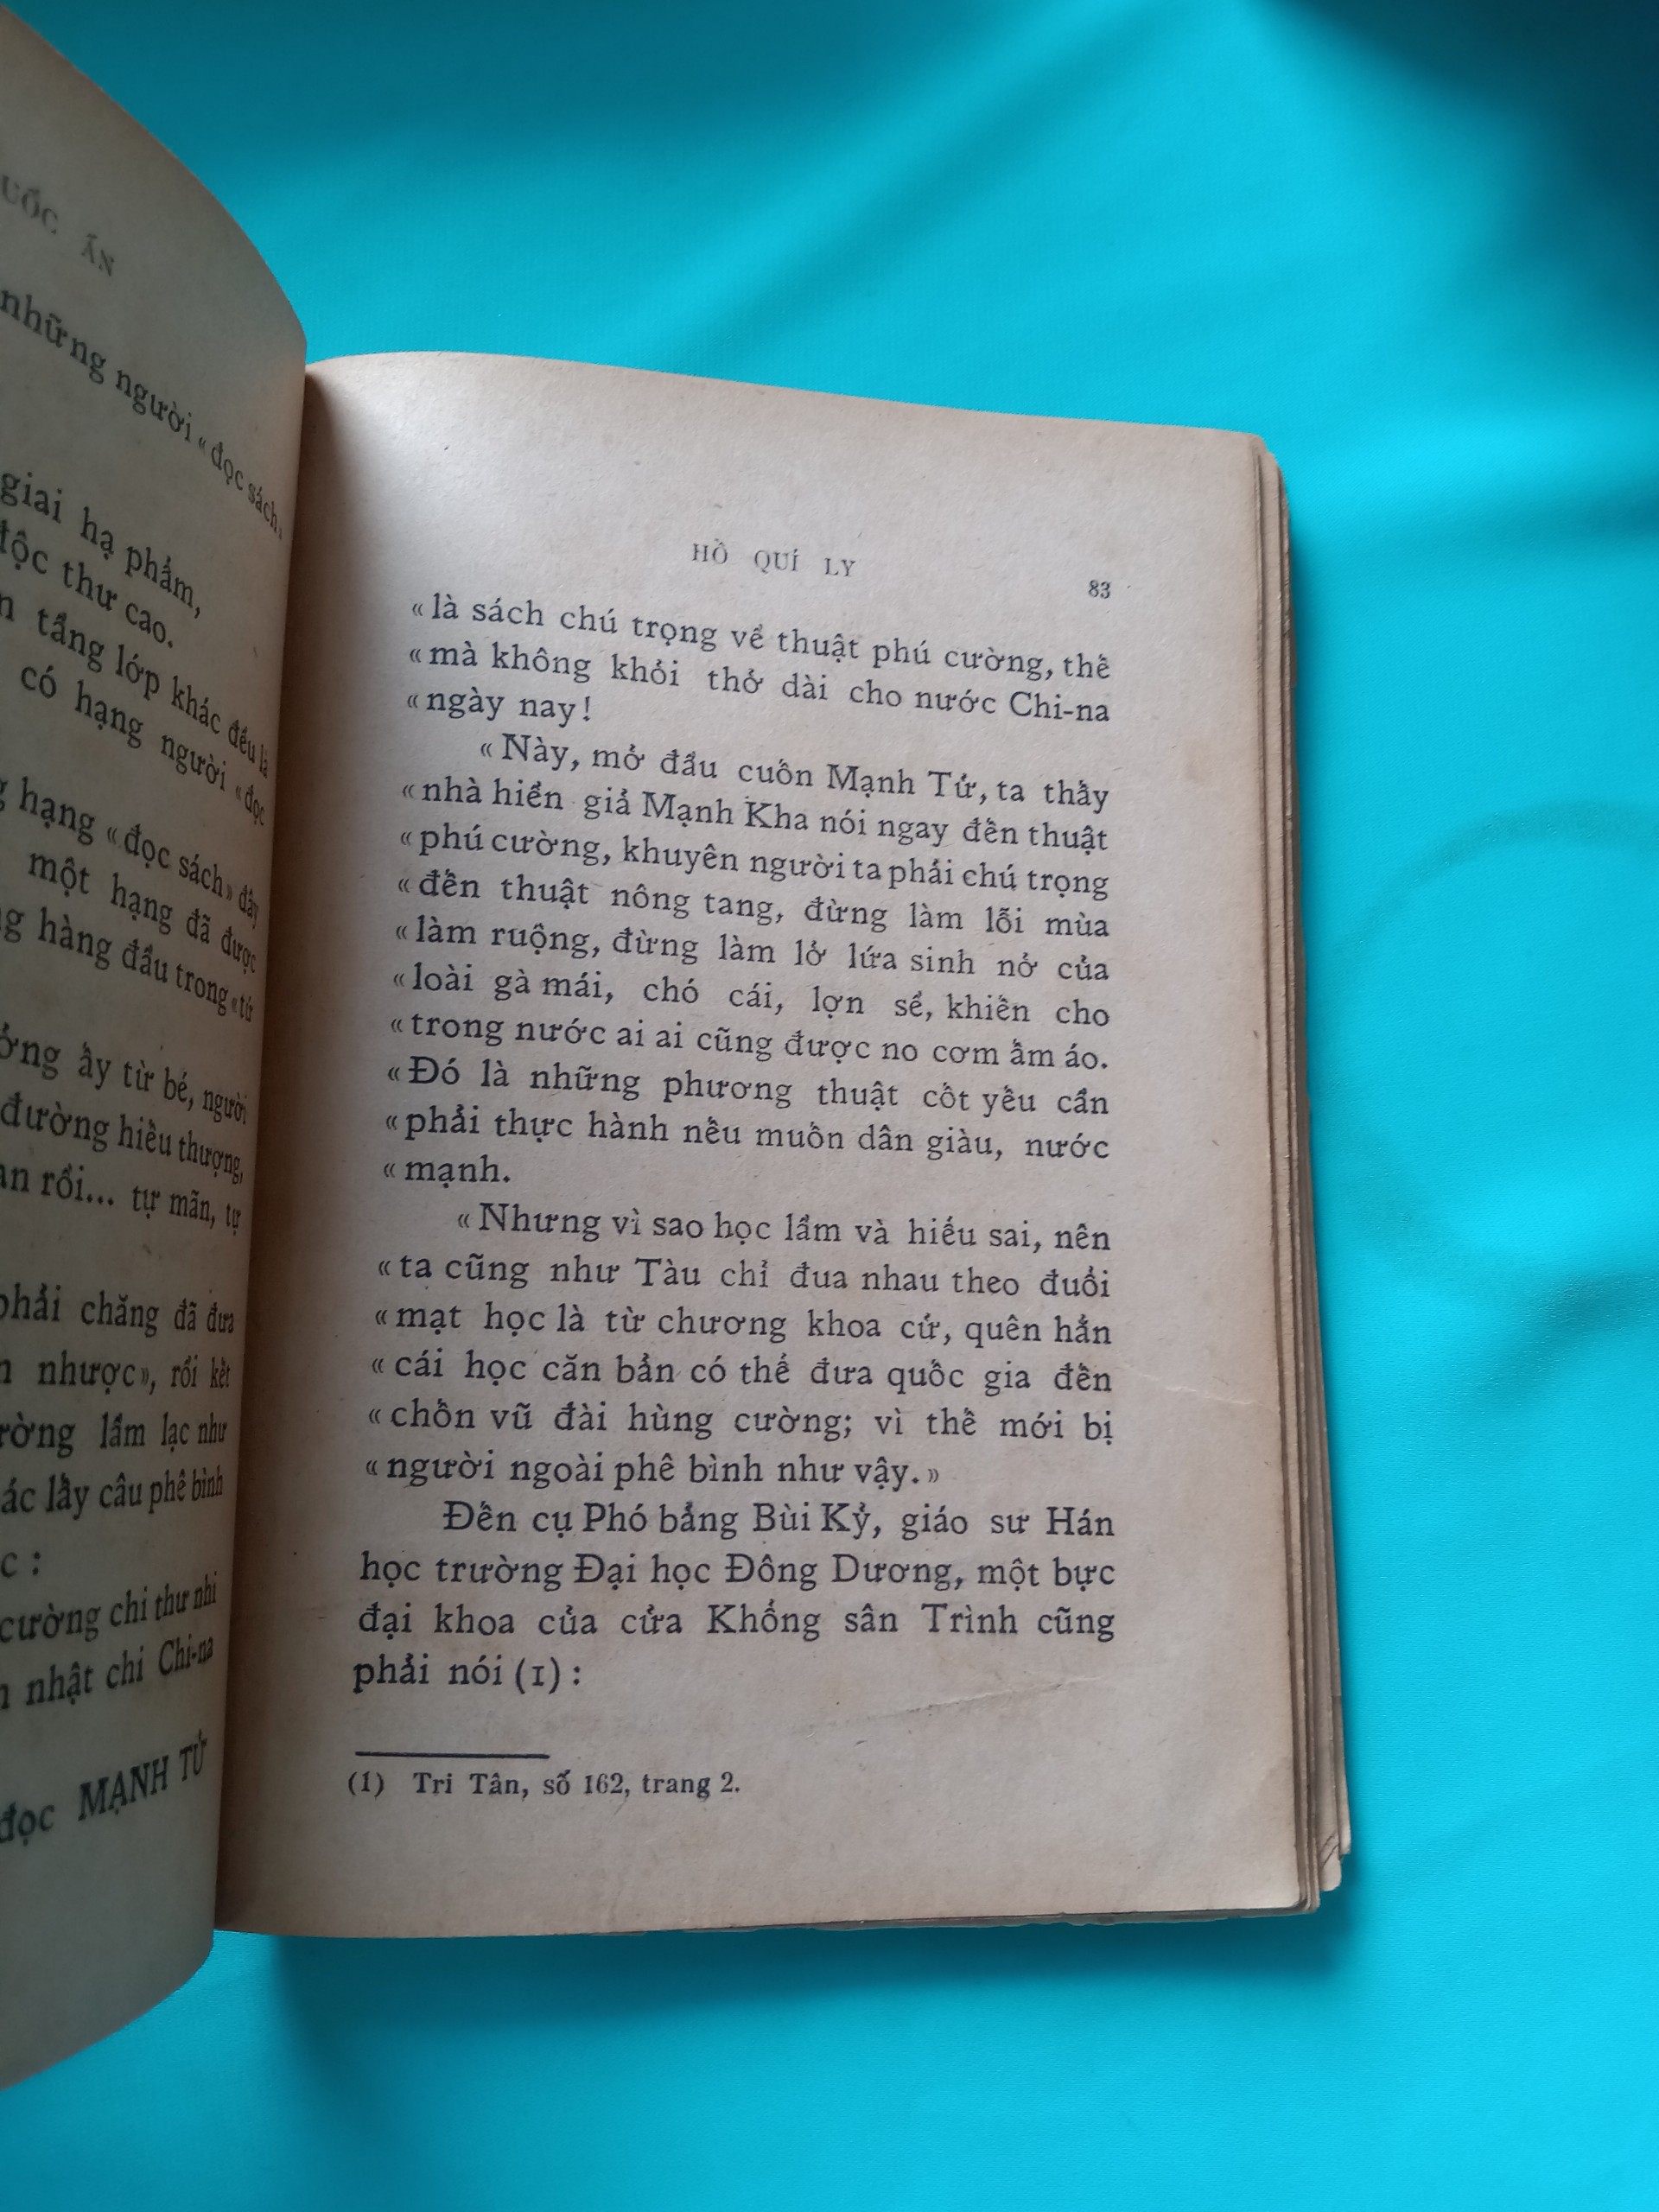 ẤN
những người « đọc sách »
giai hạ phẩm,
độc thư cao.
tầng lớp khác đều là
có hạng người « đọc
hạng « đọc sách » đây
một hạng đã được
hàng đầu trong « tứ
ấy từ bé, người
đường hiếu thượng,
rồi... tự mãn, tự
phải chăng đã đưa
nhược », rồi kết
lầm lạc như
lấy câu phê bình
:
cường chi thư nhi
nhật chi Chi-na
đọc MẠNH TỬ
HỒ QUÍ LY
83
« là sách chú trọng về thuật phú cường, thế
« mà không khỏi thở dài cho nước Chi-na
« ngày nay!
« Này, mở đầu cuốn Mạnh Tử, ta thấy
« nhà hiền giả Mạnh Kha nói ngay đến thuật
« phú cường, khuyên người ta phải chú trọng
« đến thuật nông tang, đừng làm lỗi mùa
« làm ruộng, đừng làm lở lứa sinh nở của
« loài gà mái, chó cái, lợn sề, khiến cho
« trong nước ai ai cũng được no cơm ấm áo.
« Đó là những phương thuật cốt yếu cần
« phải thực hành nếu muốn dân giàu, nước
« mạnh.
« Nhưng vì sao học lầm và hiểu sai, nên
« ta cũng như Tàu chỉ đua nhau theo đuổi
« mạt học là từ chương khoa cử, quên hẳn
« cái học căn bản có thể đưa quốc gia đến
« chốn vũ đài hùng cường; vì thế mới bị
« người ngoài phê bình như vậy. »
Đến cụ Phó bảng Bùi Kỷ, giáo sư Hán
học trường Đại học Đông Dương, một bực
đại khoa của cửa Khổng sân Trình cũng
phải nói (1) :
(1) Tri Tân, số 162, trang 2.